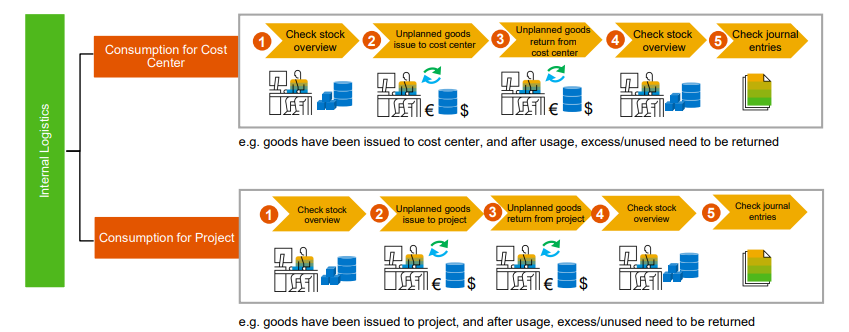 Internal Logistics
Consumption for Cost
Center
1
Check stock
overview
2
Unplanned goods
issue to cost center
3
Unplanned goods
return from
cost center
4
Check stock
overview
5
Check journal
entries
€
$
€
$
e.g. goods have been issued to cost center, and after usage, excess/unused need to be returned
Consumption for Project
1
Check stock
overview
2
Unplanned goods
issue to project
3
Unplanned goods
return from project
4
Check stock
overview
5
Check journal
entries
€
$
€
$
e.g. goods have been issued to project, and after usage, excess/unused need to be returned